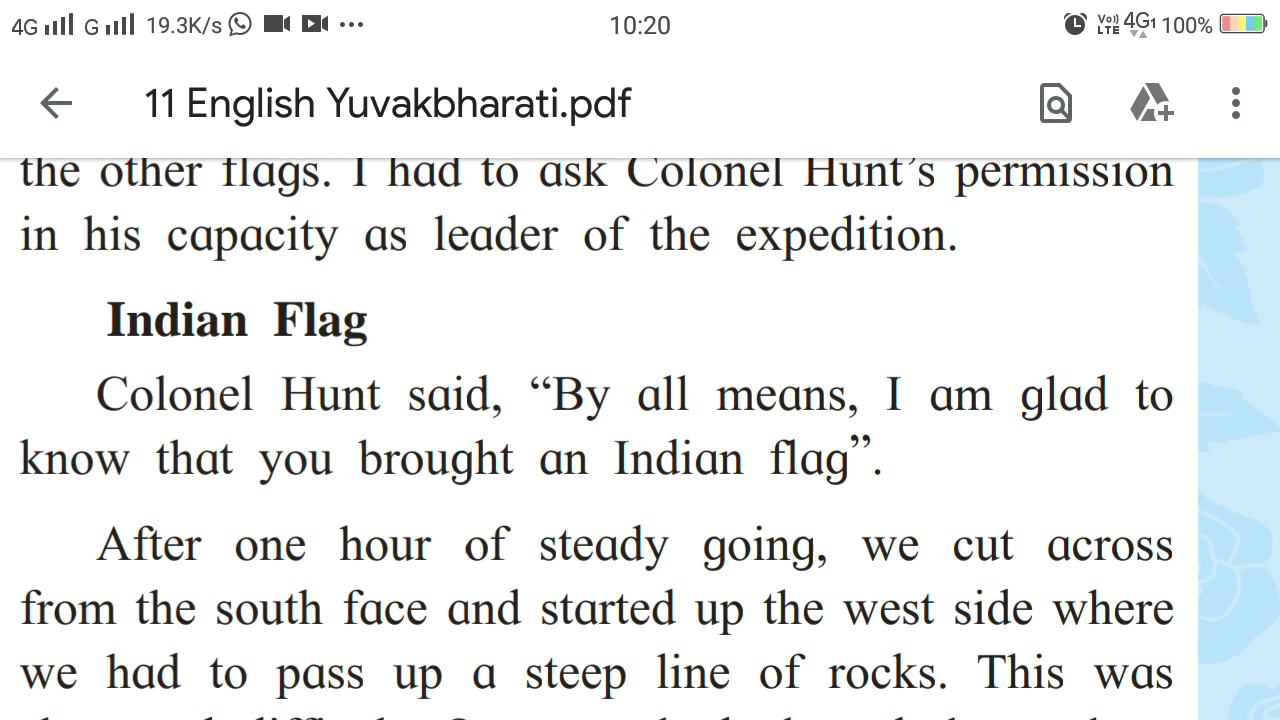 4G G 19.3K/s ... 10:20 Vo)) LTE 4G1 100%
11 English Yuvakbharati.pdf
the other flags. I had to ask Colonel Hunt's permission
in his capacity as leader of the expedition.
Indian Flag
Colonel Hunt said, “By all means, I am glad to
know that you brought an Indian flag”.
After one hour of steady going, we cut across
from the south face and started up the west side where
we had to pass up a steep line of rocks. This was